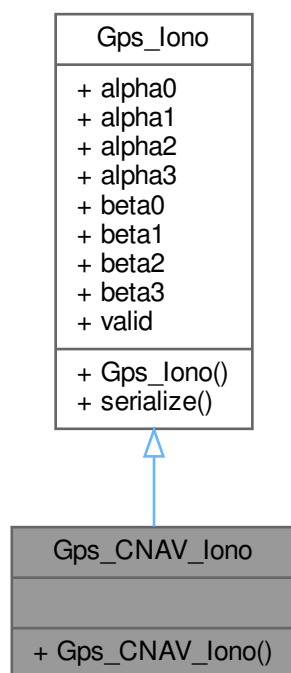 Gps_Iono
+ alpha0
+ alpha1
+ alpha2
+ alpha3
+ beta0
+ beta1
+ beta2
+ beta3
+ valid
+ Gps_Iono()
+ serialize()
Gps_CNAV_Iono
+ Gps_CNAV_Iono()